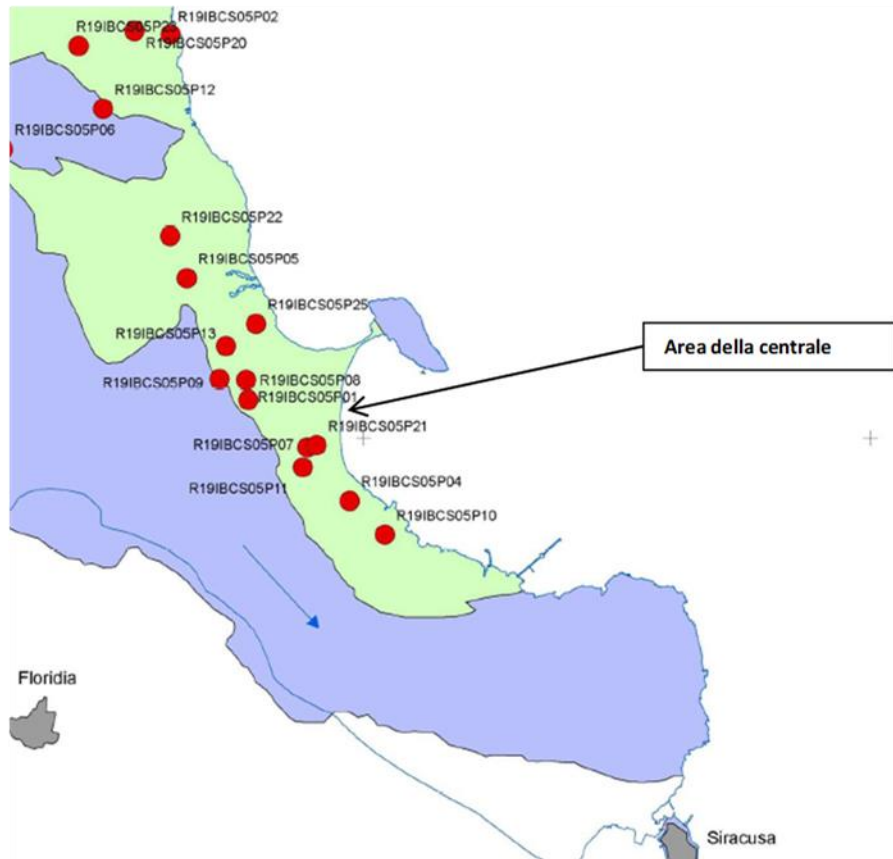 R19IBCS05P02
R19IBCS05P23
R19IBCS05P20
R19IBCS05P12
R19IBCS05P06
R19IBCS05P22
R19IBCS05P05
R19IBCS05P25
R19IBCS05P13
Area della centrale
R19IBCS05P09
R19IBCS05P08
R19IBCS05P01
R19IBCS05P21
R19IBCS05P07
R19IBCS05P11
R19IBCS05P04
R19IBCS05P10
Floridia
Siracusa